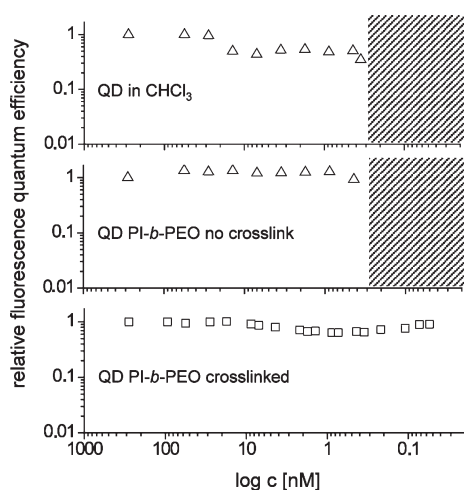 relative fluorescence quantum efficiency
1
0.1
0.01
QD in CHCl₃
1
0.1
0.01
QD PI-b-PEO no crosslink
1
0.1
0.01
QD PI-b-PEO crosslinked
1000 100 10 1 0.1
log c [nM]